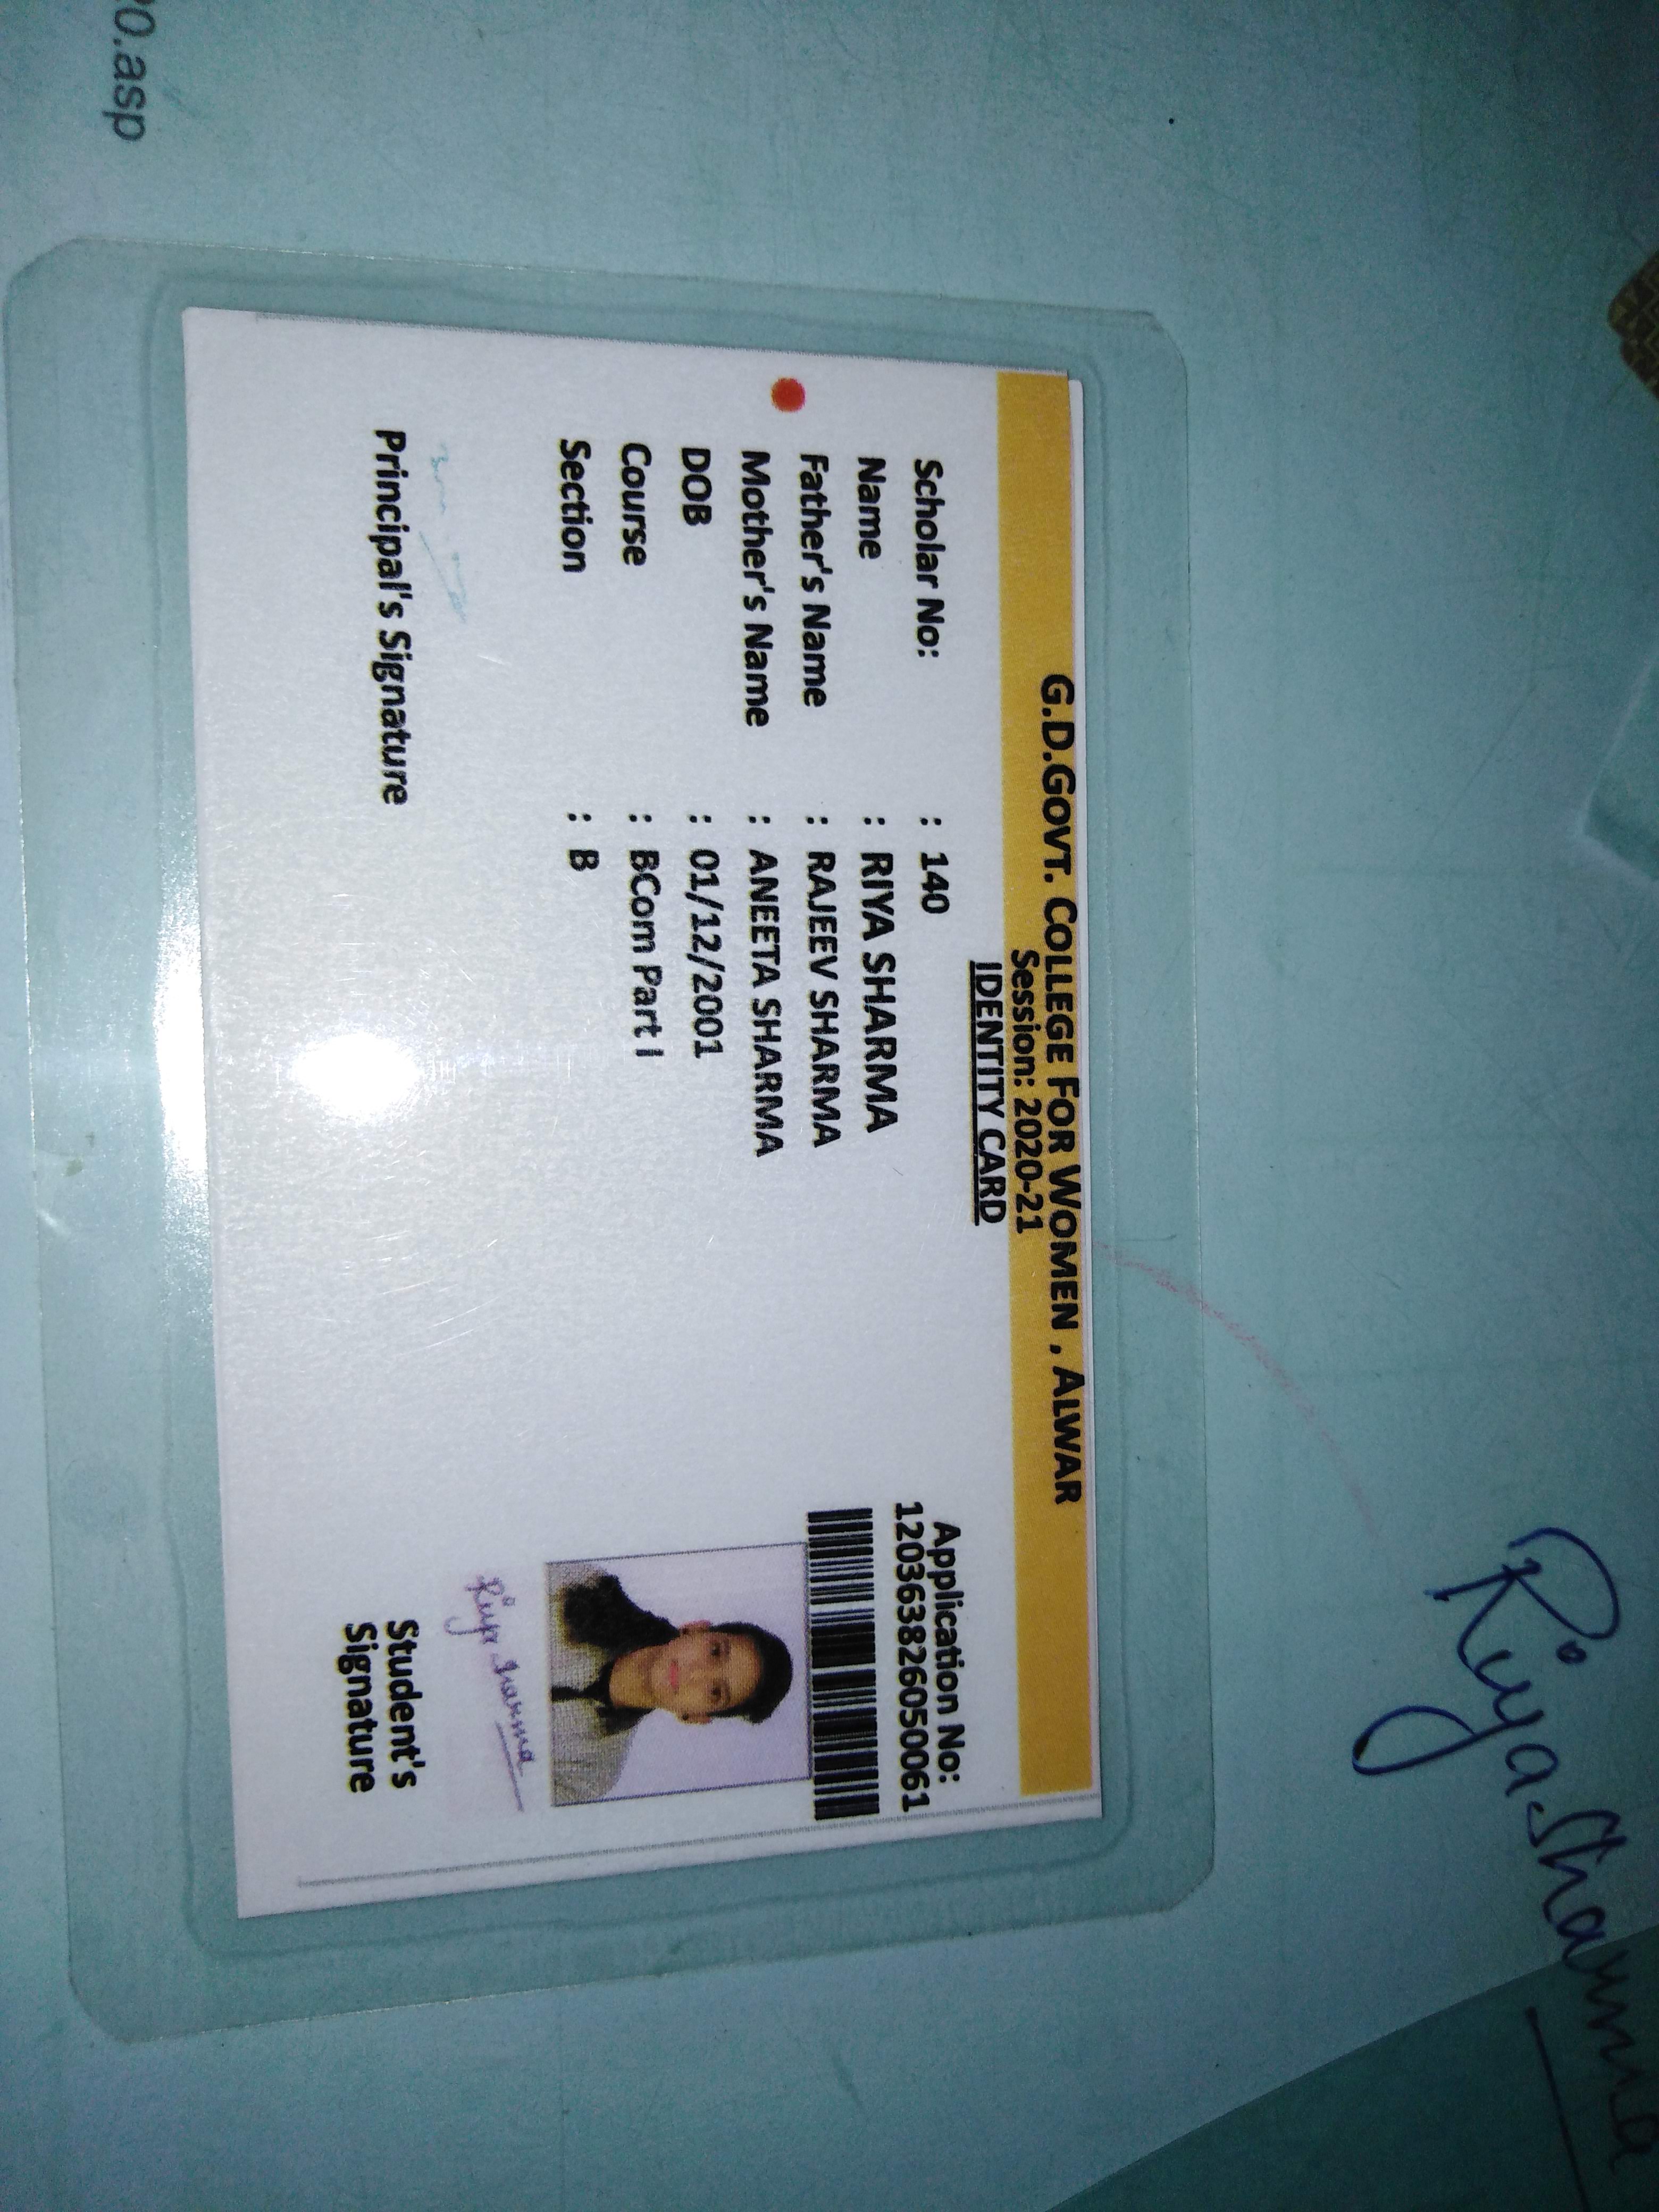 G.D.GOVT. COLLEGE FOR WOMEN , ALWAR
Session: 2020-21
IDENTITY CARD
Scholar No: : 140
Name : RIYA SHARMA
Father's Name : RAJEEV SHARMA
Mother's Name : ANEETA SHARMA
DOB : 01/12/2001
Course : BCom Part I
Section : B
Application No:
120363826050061
Riya Sharma
Principal's Signature
Student's
Signature
Riya Sharma
0.asp